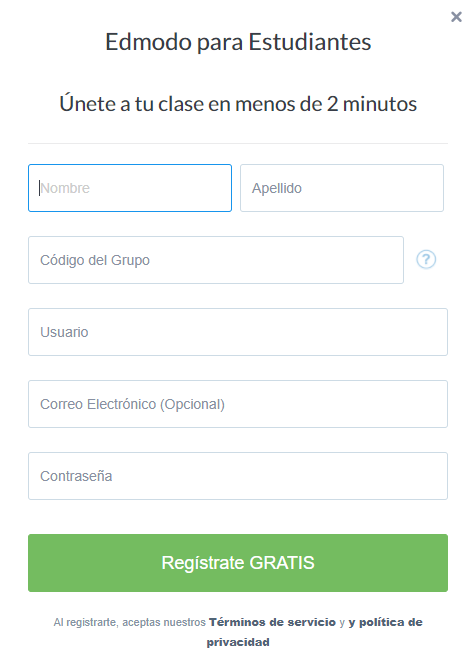 ×
Edmodo para Estudiantes
Únete a tu clase en menos de 2 minutos
Nombre
Apellido
Código del Grupo
?
Usuario
Correo Electrónico (Opcional)
Contraseña
Regístrate GRATIS
Al registrarte, aceptas nuestros Términos de servicio y y política de
privacidad